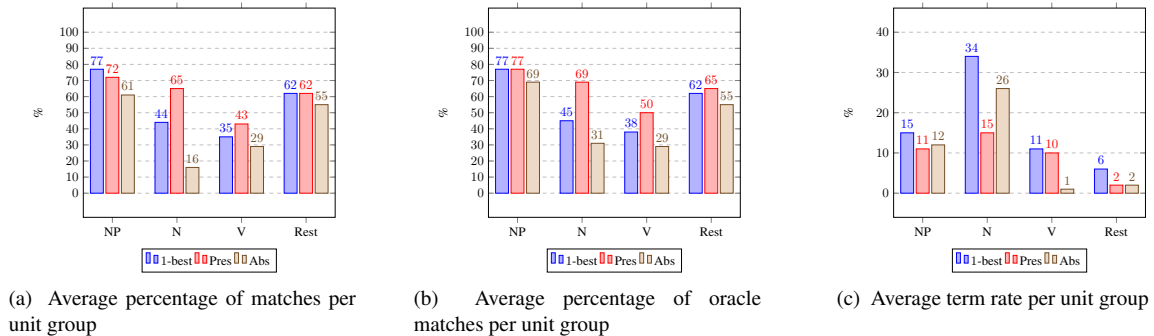 100
90
80
70
60
50
40
30
20
10
0
%
77 72 61
44 65 16
35 43 29
62 62 55
NP N V Rest
1-best Pres Abs
(a) Average percentage of matches per
unit group
100
90
80
70
60
50
40
30
20
10
0
%
77 77 69
45 69 31
38 50 29
62 65 55
NP N V Rest
1-best Pres Abs
(b) Average percentage of oracle
matches per unit group
40
30
20
10
0
%
15 11 12
34 15 26
11 10 1
6 2 2
NP N V Rest
1-best Pres Abs
(c) Average term rate per unit group